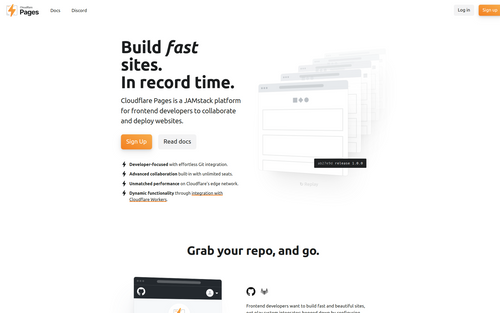 Cloudflare
Pages
Docs
Discord
Log in
Sign up
Build fast
sites.
In record time.
Cloudflare Pages is a JAMstack platform
for frontend developers to collaborate
and deploy websites.
Sign Up
Read docs
Developer-focused with effortless Git integration.
Advanced collaboration built-in with unlimited seats.
Unmatched performance on Cloudflare's edge network.
Dynamic functionality through integration with
Cloudflare Workers.
release 1.0.0
Grab your repo, and go.
Frontend developers want to build fast and beautiful sites,